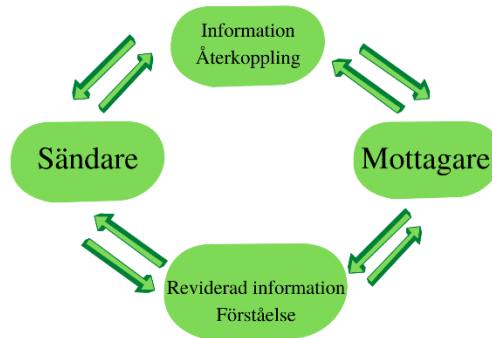 Information
Återkoppling
Sändare
Mottagare
Reviderad information
Förståelse